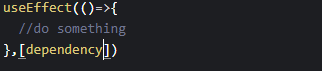 useEffect(()=>{
//do something
},[dependency])